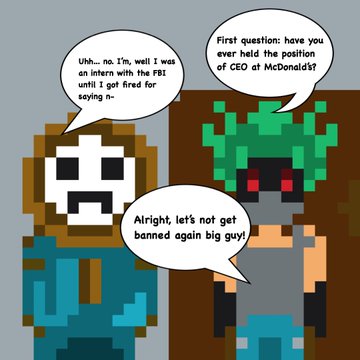 First question: have you
ever held the position
of CEO at McDonald's?
Uhh... no. I'm, well I was
an intern with the FBI
until I got fired for
saying n-
Alright, let's not get
banned again big guy!